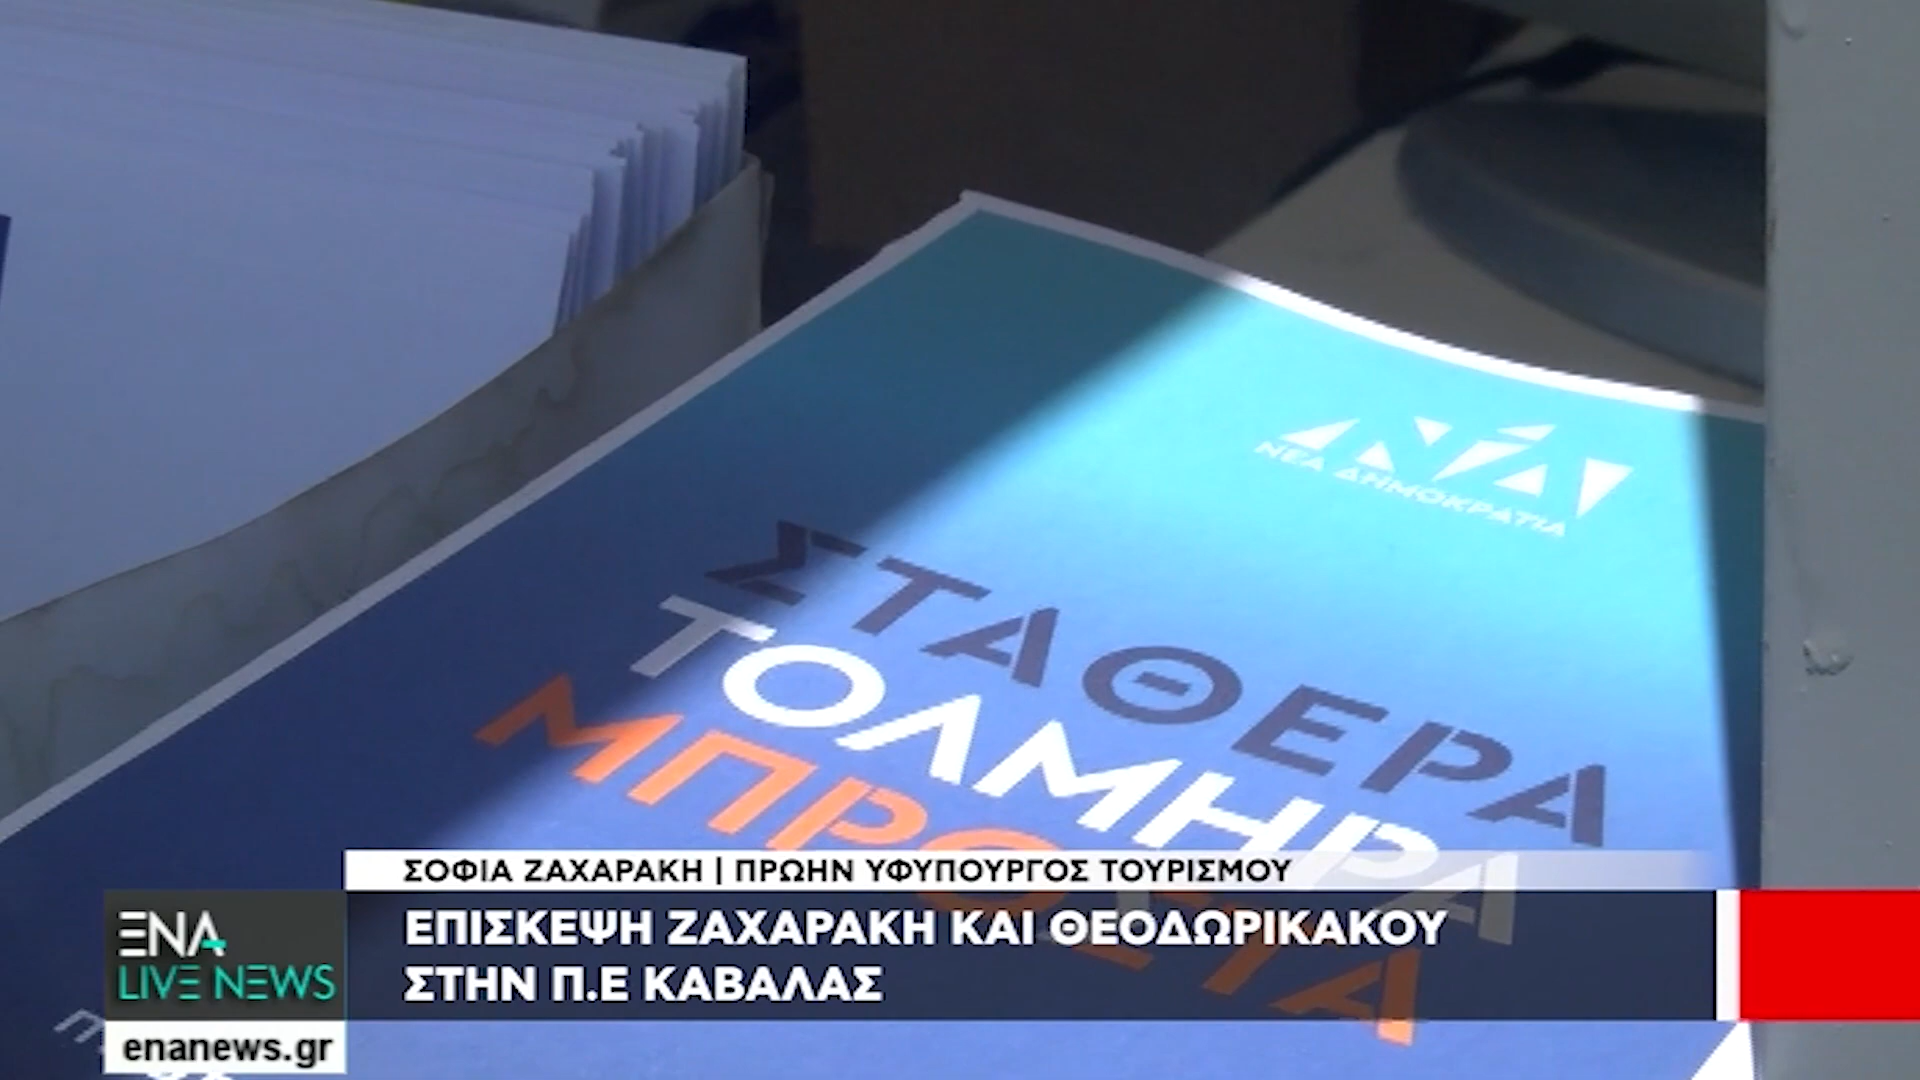 ΝΕΑ ΔΗΜΟΚΡΑΤΙΑ
ΣΤΑΘΕΡΑ
ΤΟΛΜΗΡΑ
ΜΠΡΟΣΤΑ
ΣΟΦΙΑ ΖΑΧΑΡΑΚΗ | ΠΡΩΗΝ ΥΦΥΠΟΥΡΓΟΣ ΤΟΥΡΙΣΜΟΥ
ENA
LIVE NEWS
ΕΠΙΣΚΕΨΗ ΖΑΧΑΡΑΚΗ ΚΑΙ ΘΕΟΔΩΡΙΚΑΚΟΥ
ΣΤΗΝ Π.Ε ΚΑΒΑΛΑΣ
enanews.gr